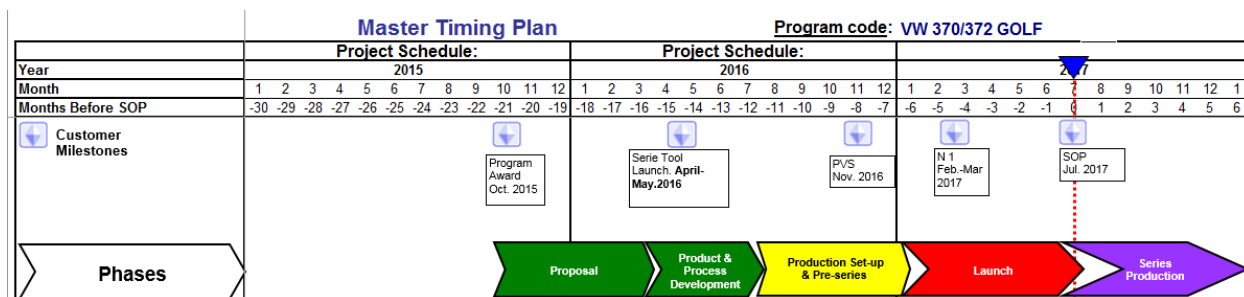 Master Timing Plan
Program code: VW 370/372 GOLF
Project Schedule: Project Schedule:
Year 2015 2016 2017
Month 1 2 3 4 5 6 7 8 9 10 11 12 1 2 3 4 5 6 7 8 9 10 11 12 1 2 3 4 5 6 7 8 9 10 11 12 1
Months Before SOP -30 -29 -28 -27 -26 -25 -24 -23 -22 -21 -20 -19 -18 -17 -16 -15 -14 -13 -12 -11 -10 -9 -8 -7 -6 -5 -4 -3 -2 -1 0 1 2 3 4 5 6
Customer
Milestones
Program
Award
Oct. 2015
Serie Tool
Launch. April-
May.2016
PVS
Nov. 2016
N 1
Feb.-Mar
2017
SOP
Jul. 2017
Phases
Proposal
Product &
Process
Development
Production Set-up
& Pre-series
Launch
Series
Production